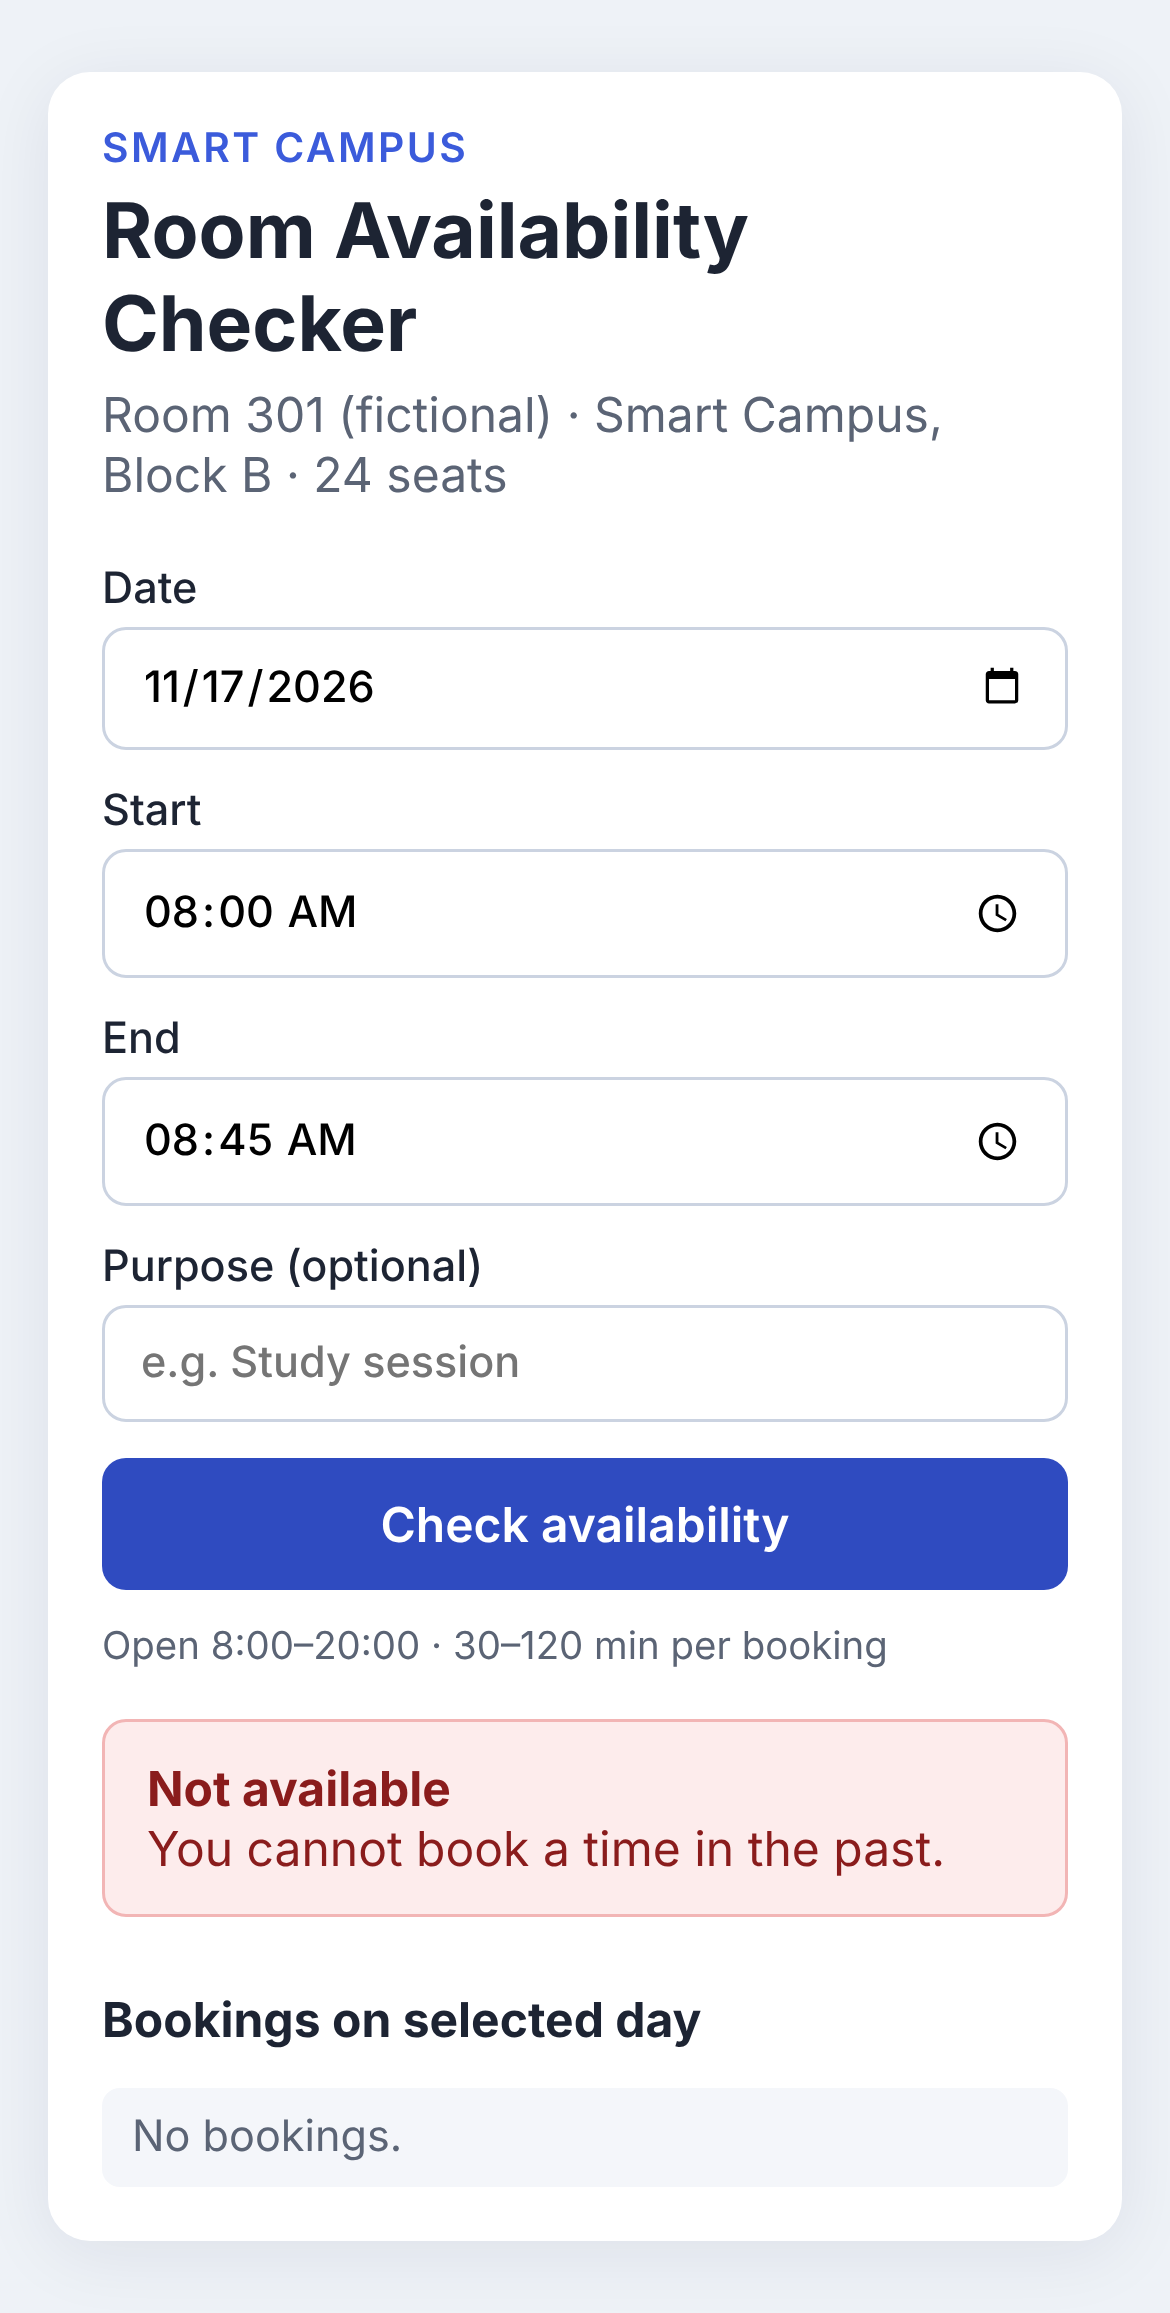 SMART CAMPUS
Room Availability
Checker
Room 301 (fictional) · Smart Campus,
Block B · 24 seats
Date
11/17/2026
Start
08:00 AM
End
08:45 AM
Purpose (optional)
e.g. Study session
Check availability
Open 8:00–20:00 · 30–120 min per booking
Not available
You cannot book a time in the past.
Bookings on selected day
No bookings.